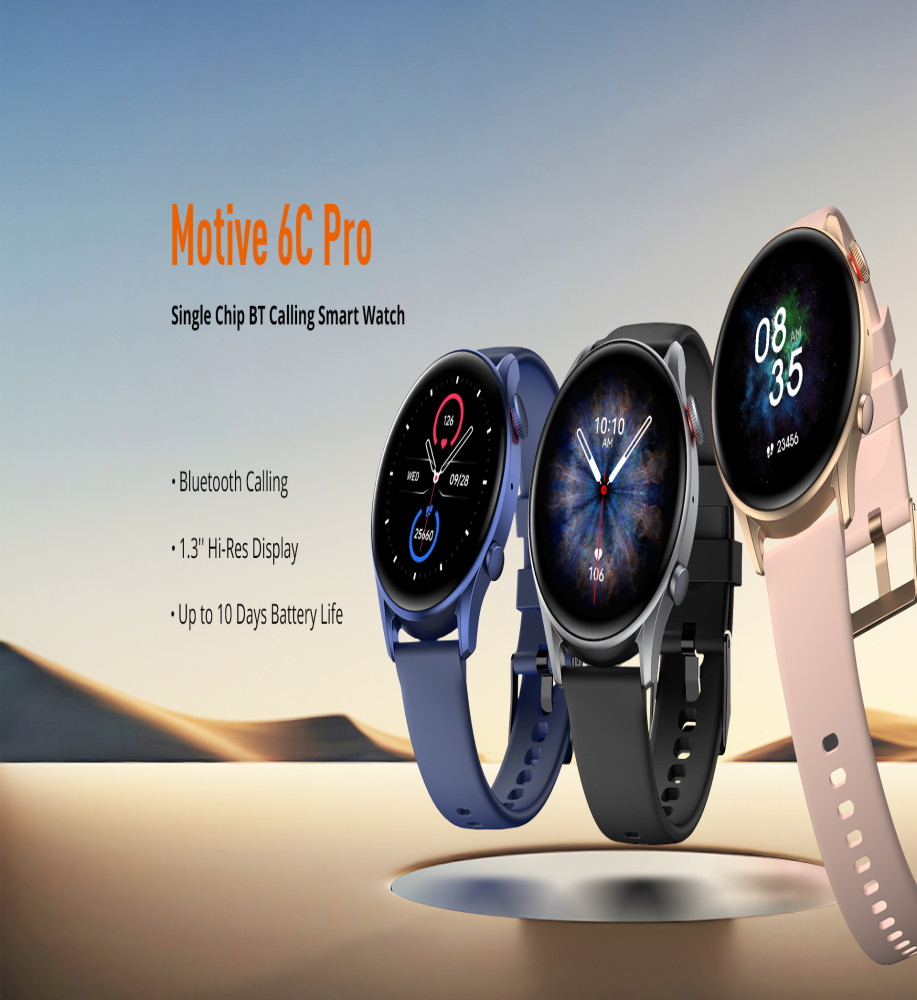 Motive 6C Pro
Single Chip BT Calling Smart Watch
• Bluetooth Calling
• 1.3" Hi-Res Display
• Up to 10 Days Battery Life
126
WED 09/28
25660
10:10
AM
106
08
AM
35
23456